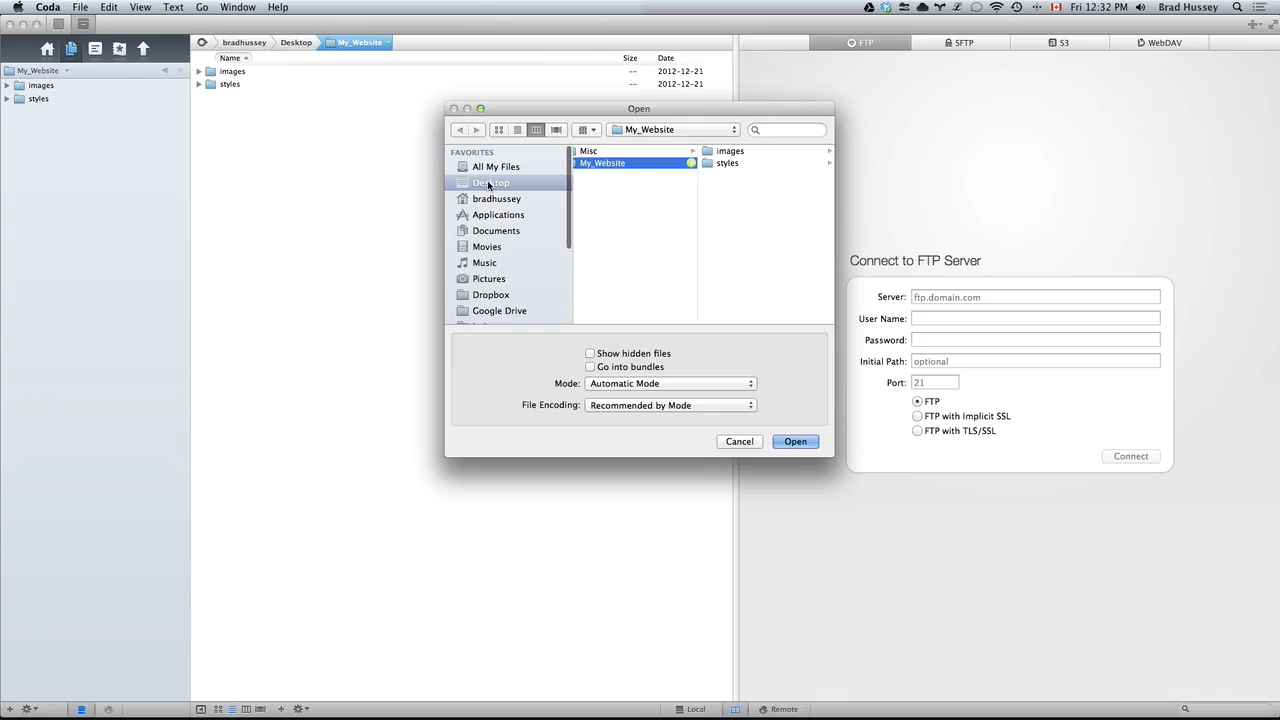 Coda File Edit View Text Go Window Help
Fri 12:32 PM Brad Hussey
bradhussey Desktop My_Website
FTP SFTP S3 WebDAV
Name Size Date
My_Website
images
styles
images -- 2012-12-21
styles -- 2012-12-21
Open
My_Website
FAVORITES
All My Files
Desktop
bradhussey
Applications
Documents
Movies
Music
Pictures
Dropbox
Google Drive
Misc
My_Website
images
styles
Show hidden files
Go into bundles
Mode: Automatic Mode
File Encoding: Recommended by Mode
Cancel Open
Connect to FTP Server
Server: ftp.domain.com
User Name:
Password:
Initial Path: optional
Port: 21
FTP
FTP with Implicit SSL
FTP with TLS/SSL
Connect
Local Remote